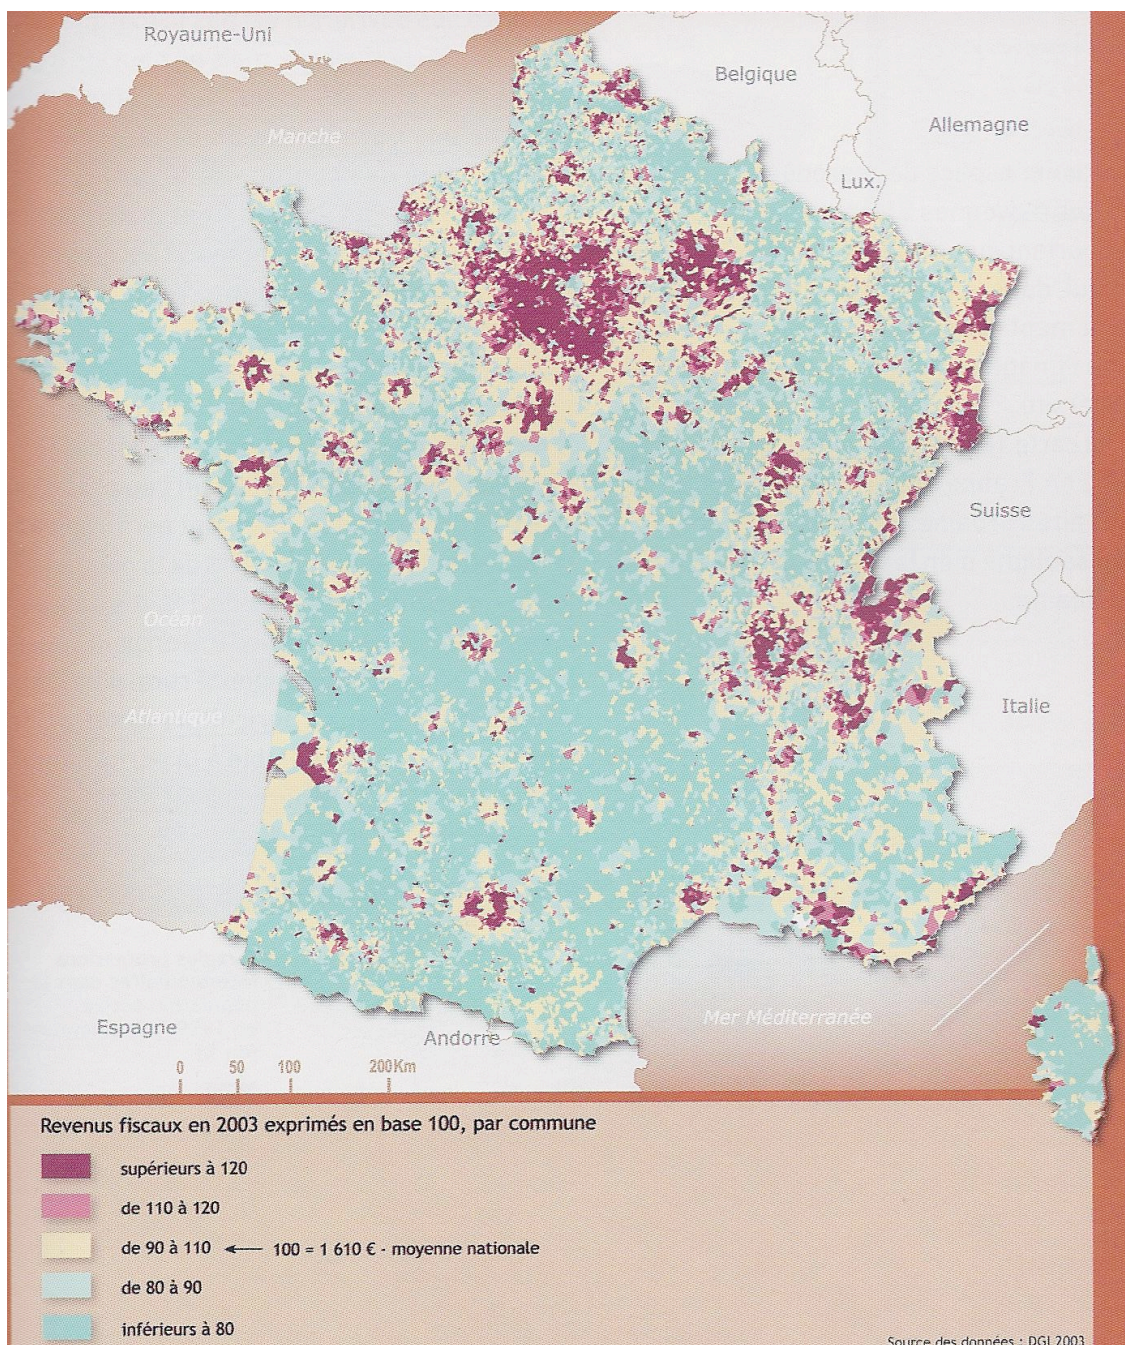 Royaume-Uni
Belgique
Allemagne
Manche
Lux.
Suisse
Océan
Atlantique
Italie
Espagne
Andorre
Mer Méditerranée
0 50 100 200Km
Revenus fiscaux en 2003 exprimés en base 100, par commune
supérieurs à 120
de 110 à 120
de 90 à 110 ← 100 = 1 610 € - moyenne nationale
de 80 à 90
inférieurs à 80
Source des données : DGI 2003